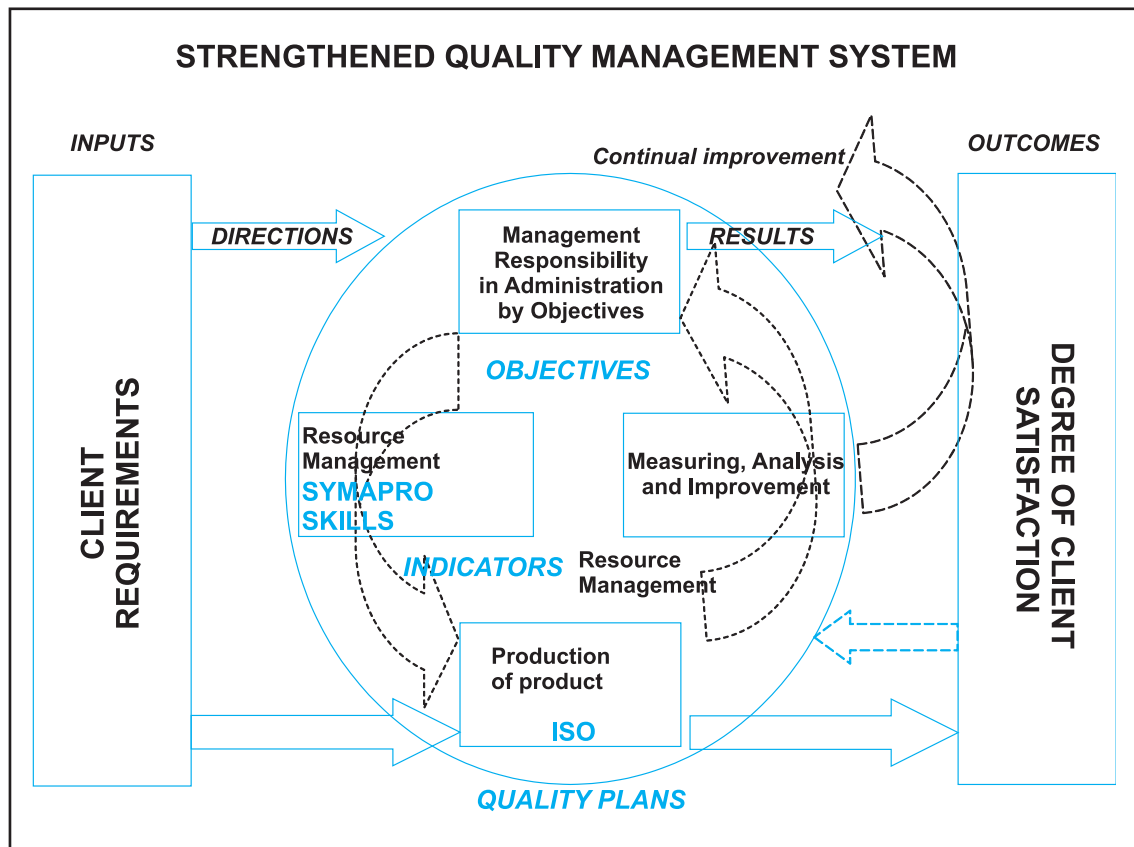 STRENGTHENED QUALITY MANAGEMENT SYSTEM
INPUTS
Continual improvement
OUTCOMES
DIRECTIONS
Management
Responsibility
in Administration
by Objectives
RESULTS
OBJECTIVES
CLIENT
REQUIREMENTS
Resource
Management
SYMAPRO
SKILLS
Measuring, Analysis
and Improvement
DEGREE OF CLIENT
SATISFACTION
INDICATORS
Resource
Management
Production
of product
ISO
QUALITY PLANS